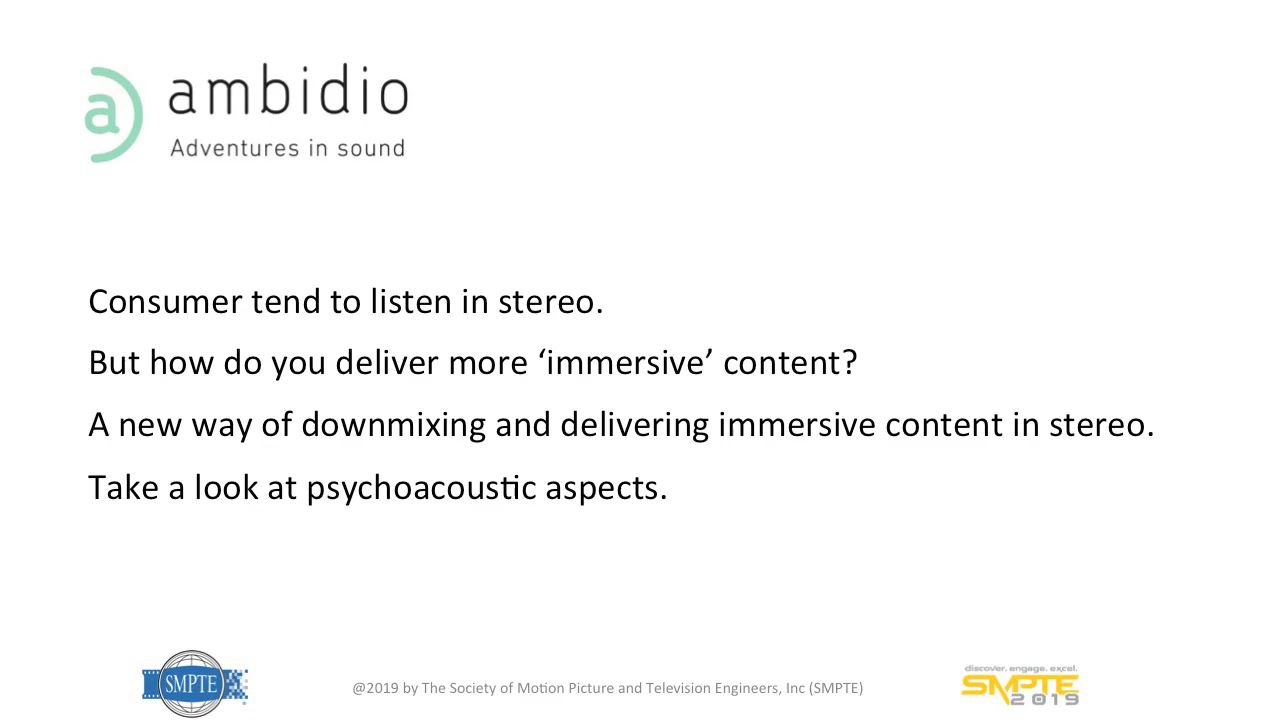 a ambidio
Adventures in sound
Consumer tend to listen in stereo.
But how do you deliver more ‘immersive’ content?
A new way of downmixing and delivering immersive content in stereo.
Take a look at psychoacoustic aspects.
SMPTE
@2019 by The Society of Motion Picture and Television Engineers, Inc (SMPTE)
discover. engage. excel.
SMPTE
2019